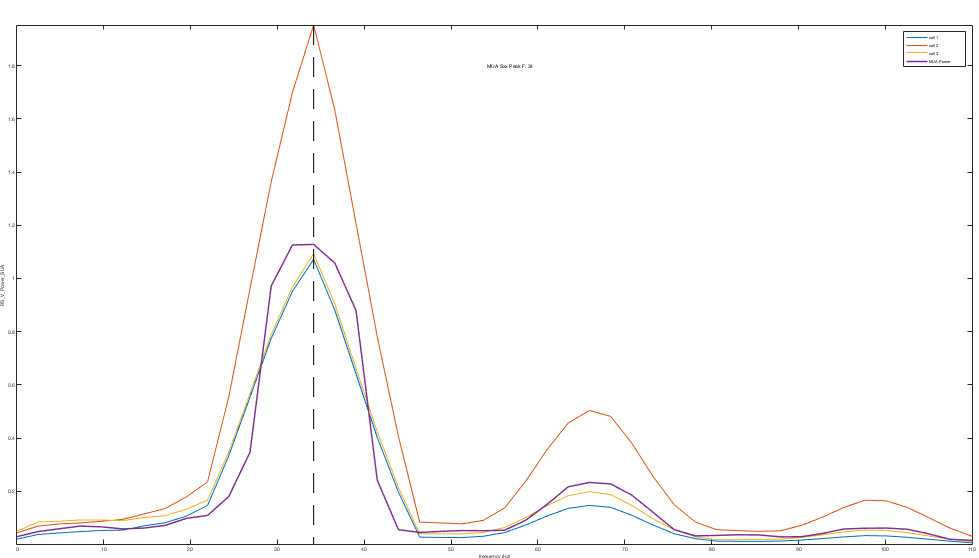 cell 1
cell 2
cell 3
MUA Power
MUA Sxx Peak F: 34
1.8
1.6
1.4
1.2
1
0.8
0.6
0.4
0.2
RS_V_Power_SUA
0 10 20 30 40 50 60 70 80 90 100 110
frequency (Hz)